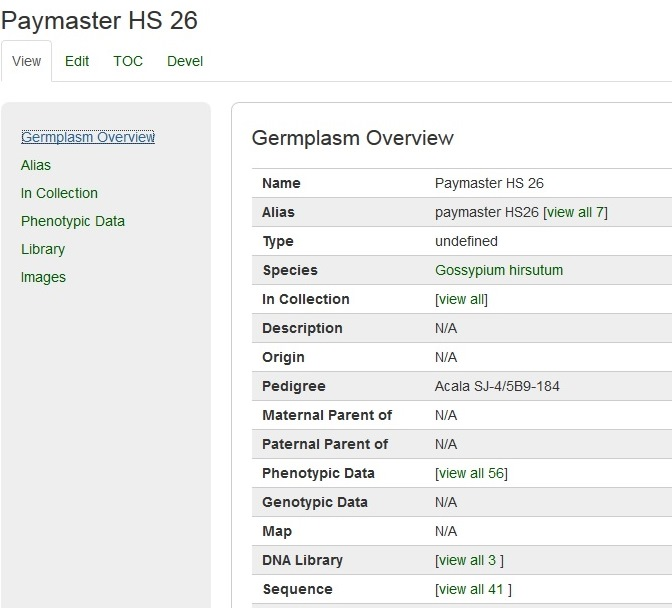 Paymaster HS 26
View Edit TOC Devel
Germplasm Overview
Alias
In Collection
Phenotypic Data
Library
Images
Germplasm Overview
Name Paymaster HS 26
Alias paymaster HS26 [view all 7]
Type undefined
Species Gossypium hirsutum
In Collection [view all]
Description N/A
Origin N/A
Pedigree Acala SJ-4/5B9-184
Maternal Parent of N/A
Paternal Parent of N/A
Phenotypic Data [view all 56]
Genotypic Data N/A
Map N/A
DNA Library [view all 3 ]
Sequence [view all 41 ]